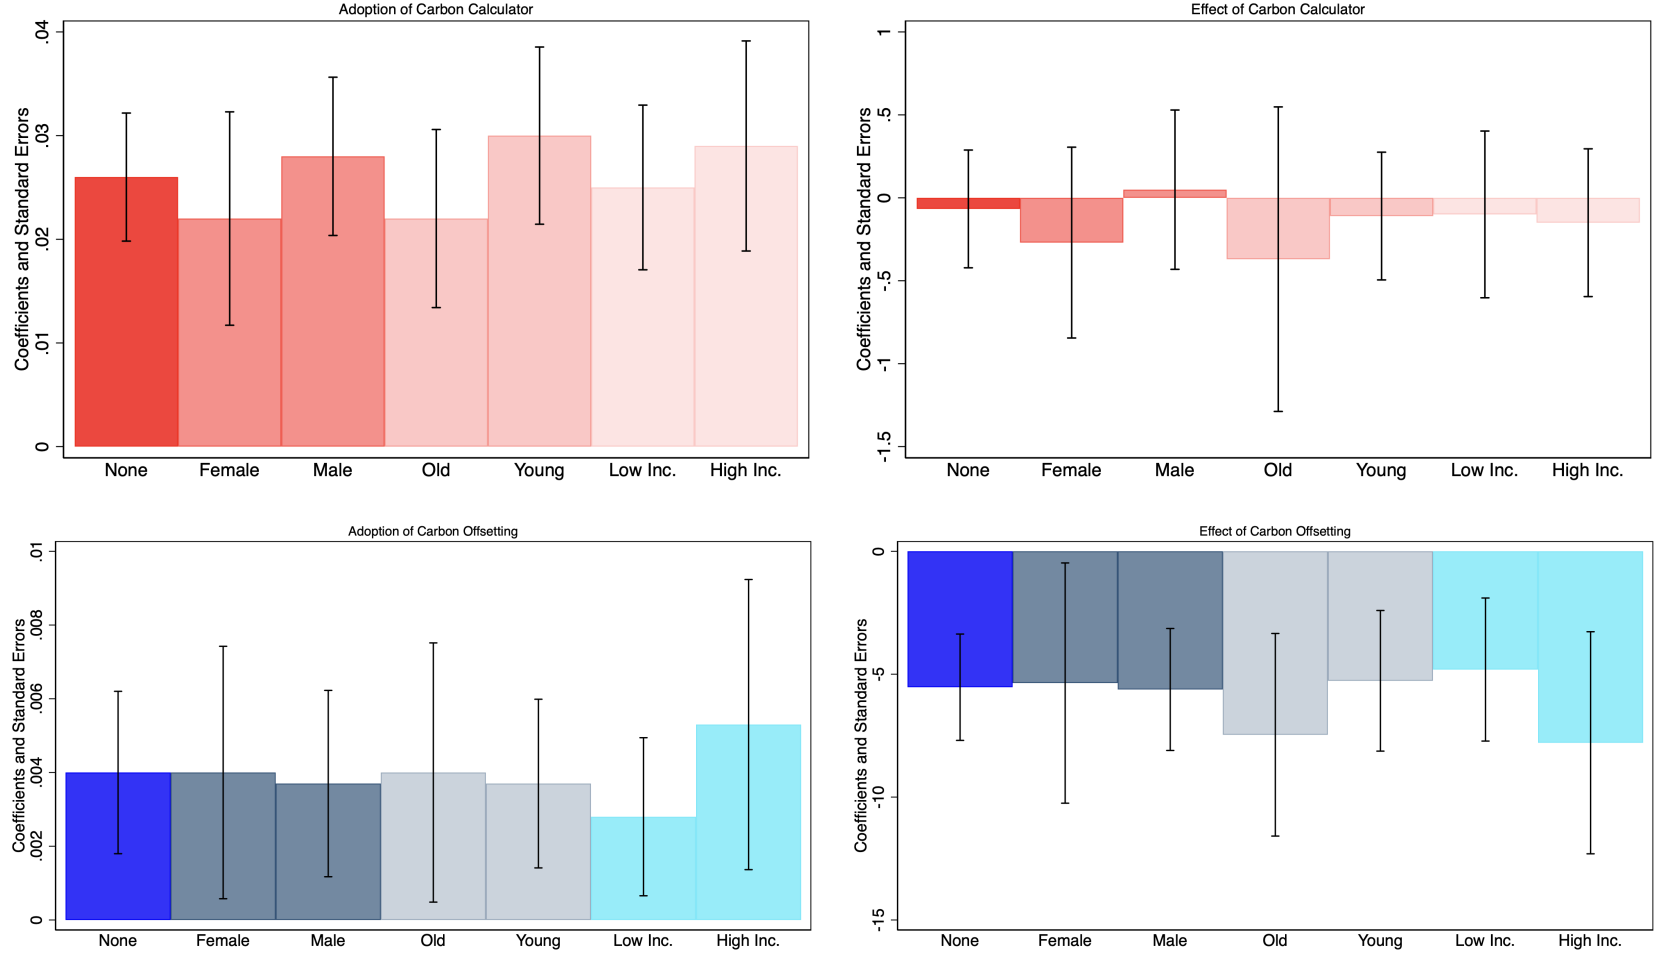 Adoption of Carbon Calculator
Coefficients and Standard Errors
.04
.03
.02
.01
0
None Female Male Old Young Low Inc. High Inc.
Effect of Carbon Calculator
Coefficients and Standard Errors
1
.5
0
-.5
-1
-1.5
None Female Male Old Young Low Inc. High Inc.
Adoption of Carbon Offsetting
Coefficients and Standard Errors
.01
.008
.006
.004
.002
0
None Female Male Old Young Low Inc. High Inc.
Effect of Carbon Offsetting
Coefficients and Standard Errors
0
-5
-10
-15
None Female Male Old Young Low Inc. High Inc.